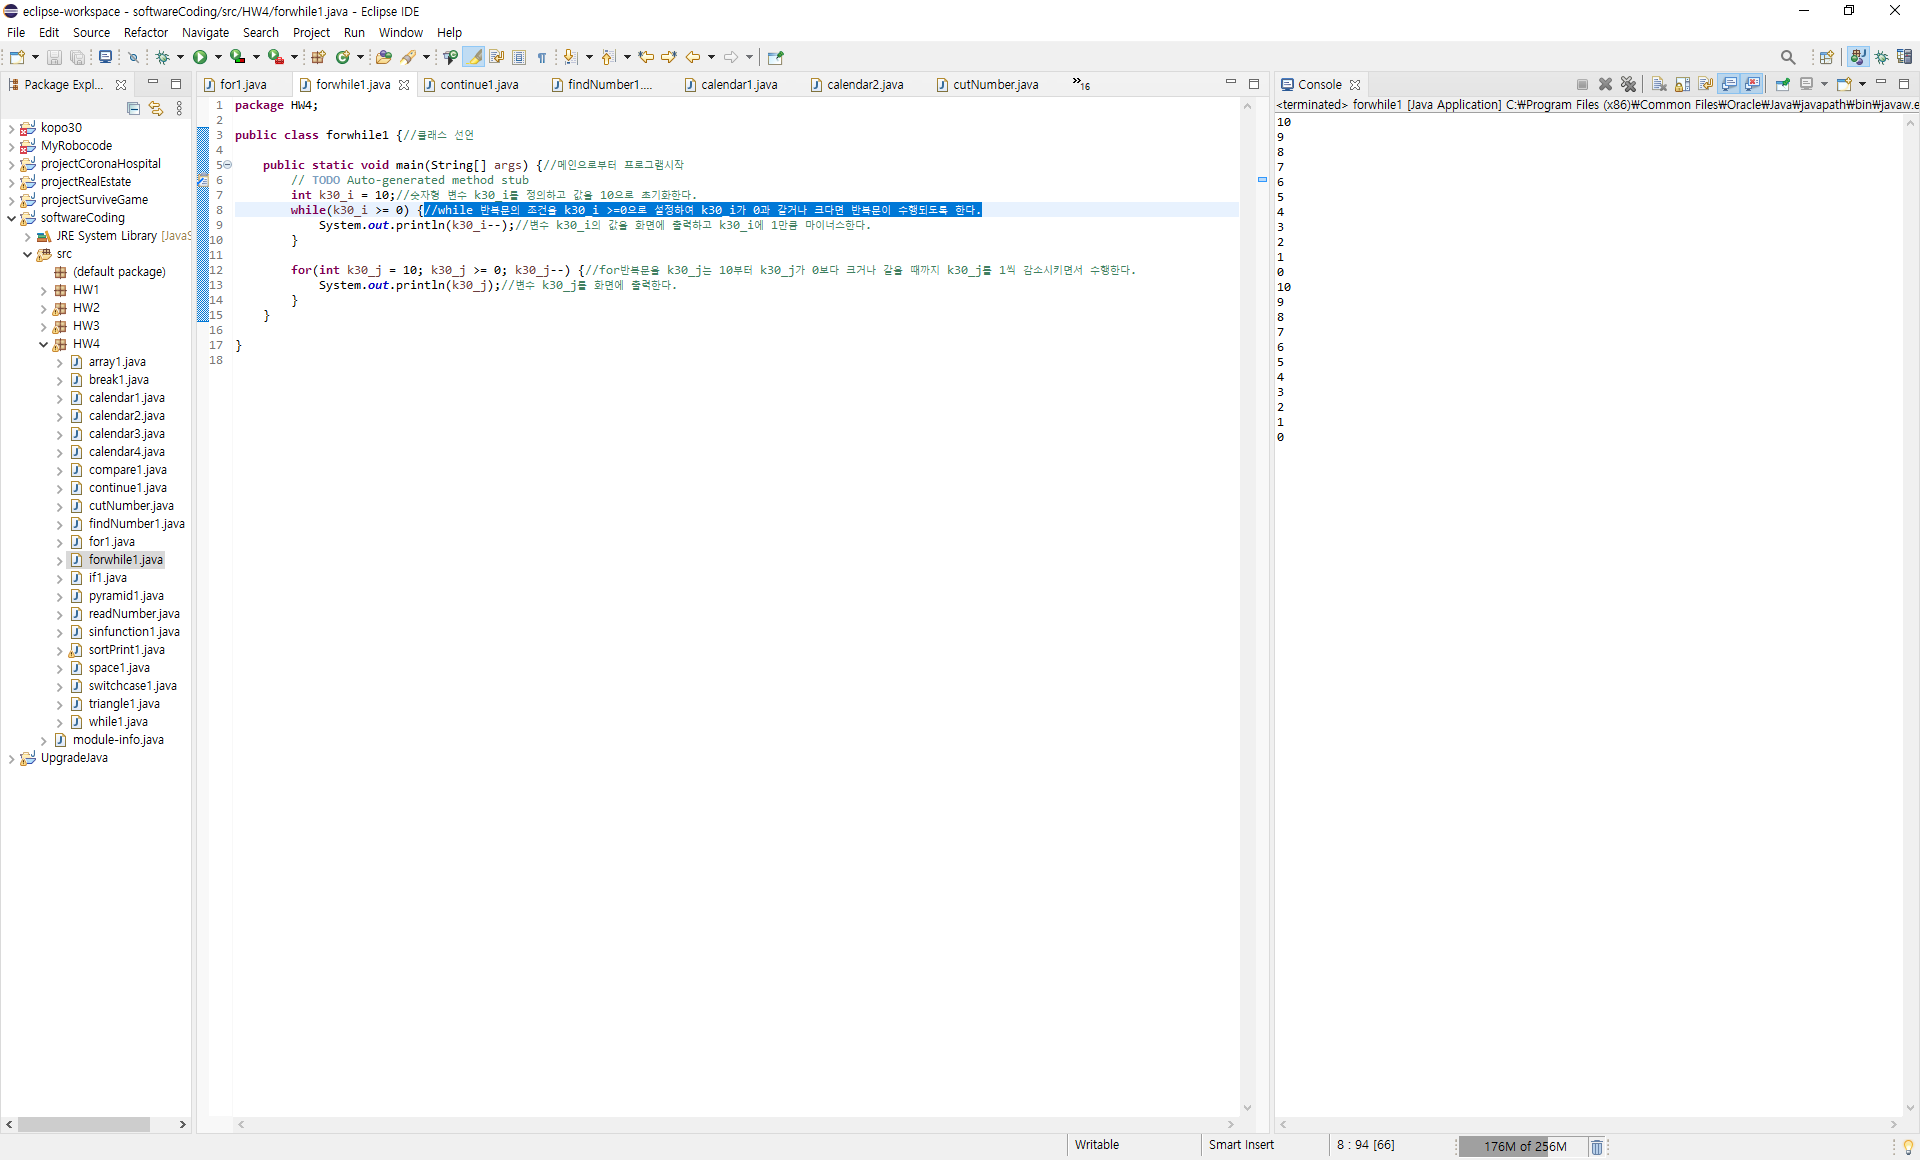 eclipse-workspace - softwareCoding/src/HW4/forwhile1.java - Eclipse IDE
File Edit Source Refactor Navigate Search Project Run Window Help
Package Expl...
for1.java forwhile1.java continue1.java findNumber1.... calendar1.java calendar2.java cutNumber.java »16
Console
<terminated> forwhile1 [Java Application] C:₩Program Files (x86)₩Common Files₩Oracle₩Java₩javapath₩bin₩javaw.e
kopo30
MyRobocode
projectCoronaHospital
projectRealEstate
projectSurviveGame
softwareCoding
JRE System Library [JavaS
src
(default package)
HW1
HW2
HW3
HW4
array1.java
break1.java
calendar1.java
calendar2.java
calendar3.java
calendar4.java
compare1.java
continue1.java
cutNumber.java
findNumber1.java
for1.java
forwhile1.java
if1.java
pyramid1.java
readNumber.java
sinfunction1.java
sortPrint1.java
space1.java
switchcase1.java
triangle1.java
while1.java
module-info.java
UpgradeJava
1 package HW4;
2
3 public class forwhile1 {//클래스 선언
4
5 public static void main(String[] args) {//메인으로부터 프로그램시작
6 // TODO Auto-generated method stub
7 int k30_i = 10;//숫자형 변수 k30_i를 정의하고 값을 10으로 초기화한다.
8 while(k30_i >= 0) {//while 반복문의 조건을 k30_i >=0으로 설정하여 k30_i가 0과 같거나 크다면 반복문이 수행되도록 한다.
9 System.out.println(k30_i--);//변수 k30_i의 값을 화면에 출력하고 k30_i에 1만큼 마이너스한다.
10 }
11
12 for(int k30_j = 10; k30_j >= 0; k30_j--) {//for반복문을 k30_j는 10부터 k30_j가 0보다 크거나 같을 때까지 k30_j를 1씩 감소시키면서 수행한다.
13 System.out.println(k30_j);//변수 k30_j를 화면에 출력한다.
14 }
15 }
16
17 }
18
10
9
8
7
6
5
4
3
2
1
0
10
9
8
7
6
5
4
3
2
1
0
Writable Smart Insert 8 : 94 [66] 176M of 256M